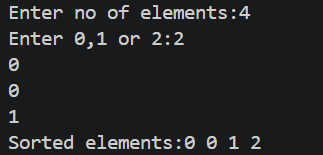 Enter no of elements:4
Enter 0,1 or 2:2
0
0
1
Sorted elements:0 0 1 2